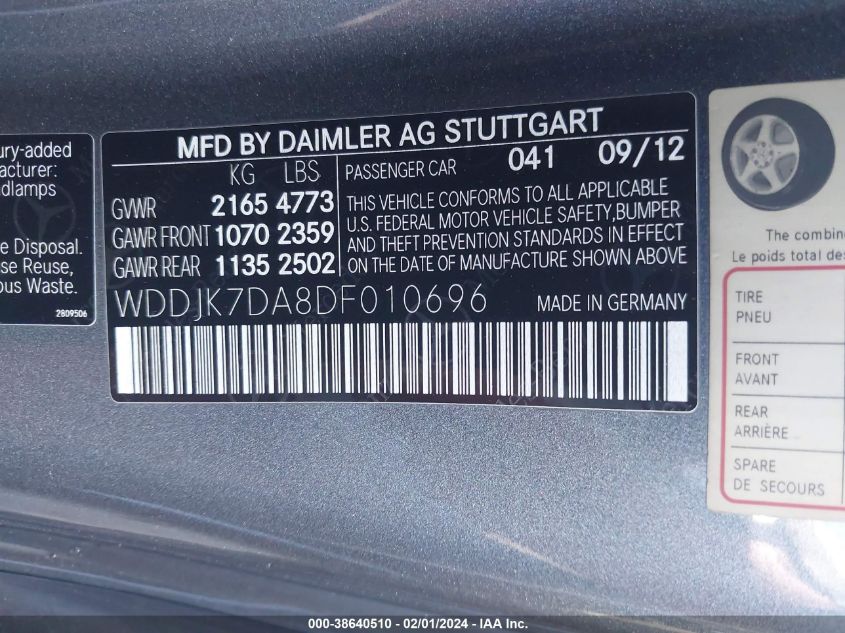 ury-added
acturer:
adlamps
e Disposal.
se Reuse,
ous Waste.
2809506
MFD BY DAIMLER AG STUTTGART
KG LBS
GVWR 2165 4773
GAWR FRONT 1070 2359
GAWR REAR 1135 2502
PASSENGER CAR 041 09/12
THIS VEHICLE CONFORMS TO ALL APPLICABLE
U.S. FEDERAL MOTOR VEHICLE SAFETY,BUMPER
AND THEFT PREVENTION STANDARDS IN EFFECT
ON THE DATE OF MANUFACTURE SHOWN ABOVE
WDDJK7DA8DF010696 MADE IN GERMANY
The combine
Le poids total des
TIRE
PNEU
FRONT
AVANT
REAR
ARRIÈRE
SPARE
DE SECOURS
000-38640510 - 02/01/2024 - IAA Inc.